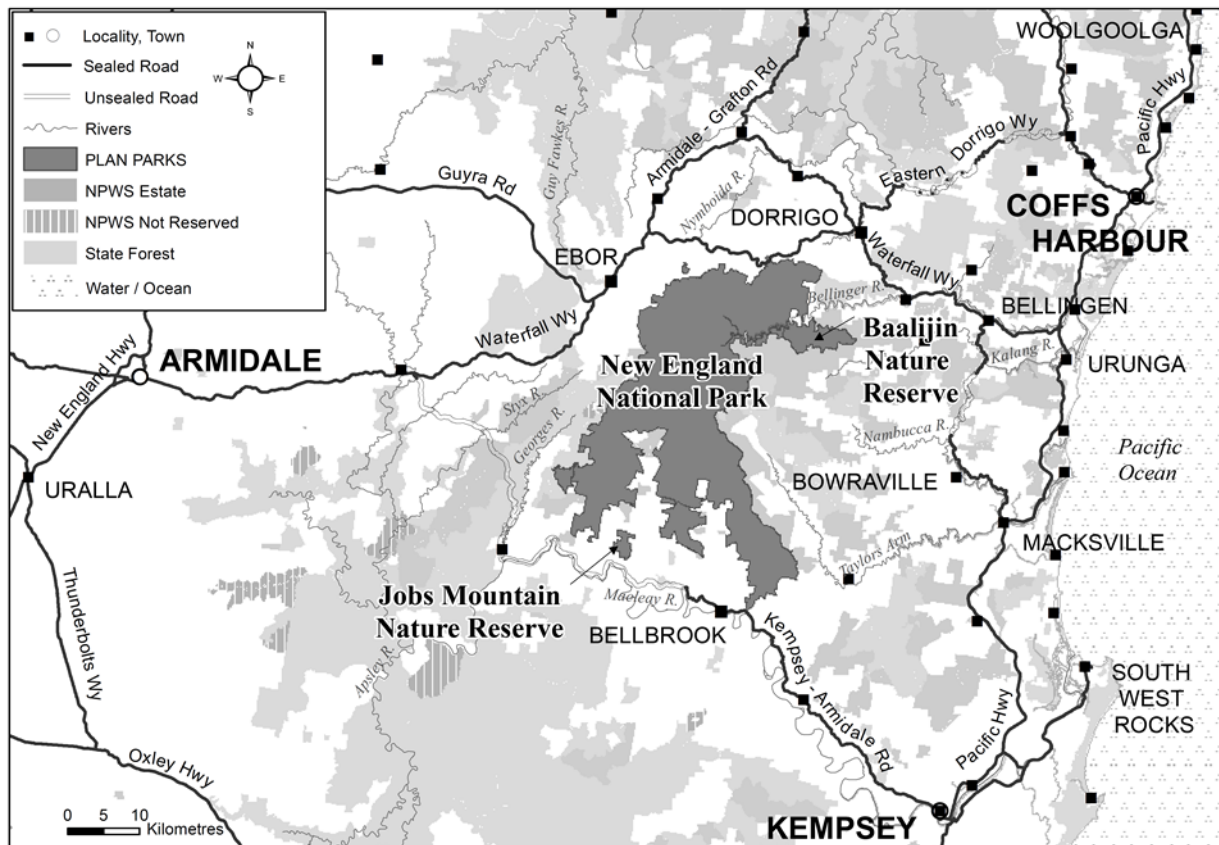 Locality, Town
Sealed Road
Unsealed Road
Rivers
PLAN PARKS
NPWS Estate
NPWS Not Reserved
State Forest
Water / Ocean
N
W E
S
WOOLGOOLGA
Pacific Hwy
Armidale - Grafton Rd
Guy Fawkes R.
Eastern Dorrigo Wy
Guyra Rd
Nymboida R.
DORRIGO
COFFS
HARBOUR
EBOR
Waterfall Wy
Bellinger R.
BELLINGEN
Waterfall Wy
Baalijin
Nature
Reserve
Kalang R.
URUNGA
New England Hwy
ARMIDALE
New England
National Park
Styx R.
Georges R.
Nambucca R.
Pacific
Ocean
URALLA
BOWRAVILLE
MACKSVILLE
Taylors Arm
Thunderbolts Wy
Jobs Mountain
Nature Reserve
Macleay R.
BELLBROOK
Kempsey - Armidale Rd
Apsley R.
SOUTH
WEST
ROCKS
Pacific Hwy
Oxley Hwy
0 5 10
Kilometres
KEMPSEY